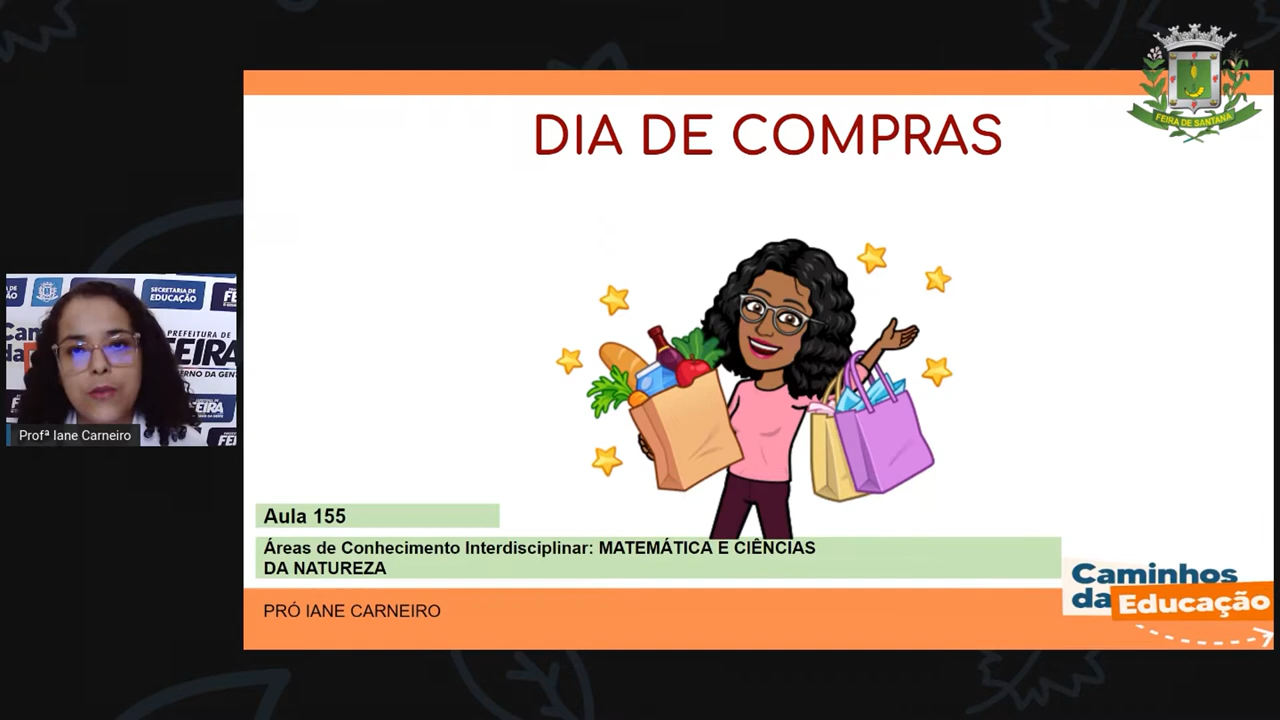 FEIRA DE SANTANA
DIA DE COMPRAS
SECRETARIA DE
EDUCAÇÃO
PREFEITURA DE
FEIRA
Profª Iane Carneiro
Aula 155
Áreas de Conhecimento Interdisciplinar: MATEMÁTICA E CIÊNCIAS
DA NATUREZA
PRÓ IANE CARNEIRO
Caminhos
da Educação